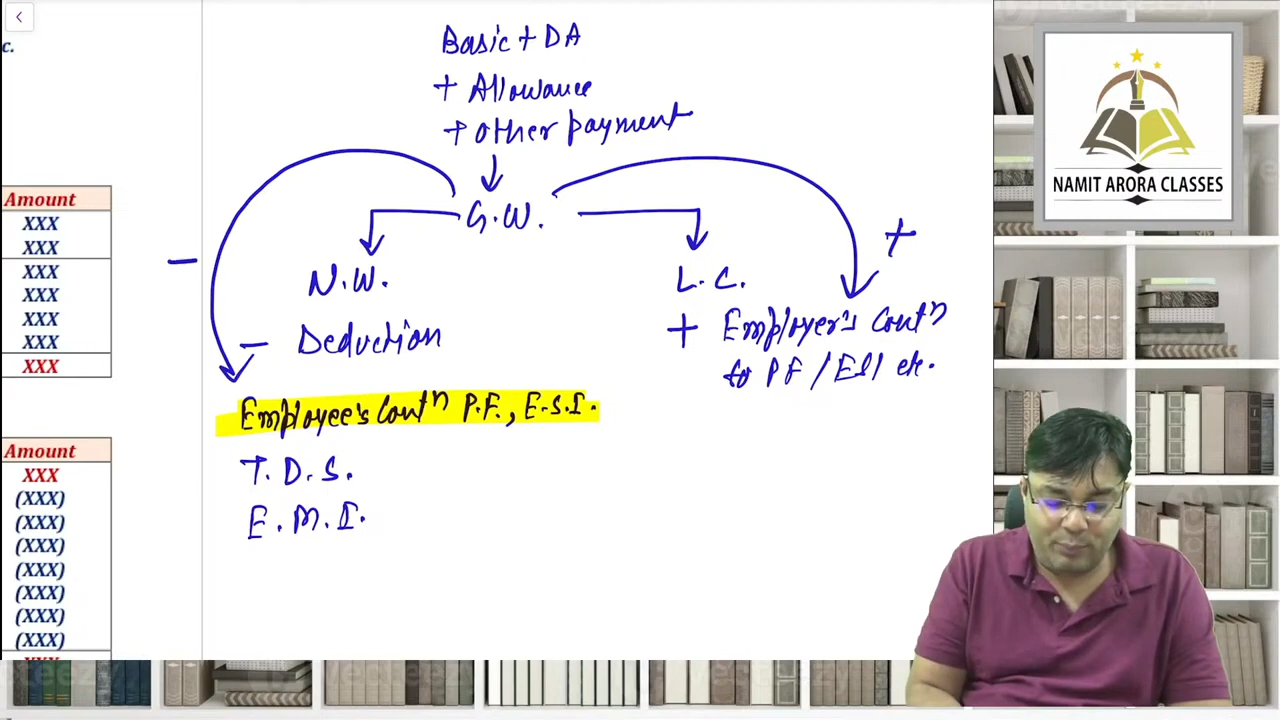 c.
Amount
XXX
XXX
XXX
XXX
XXX
XXX
XXX
Amount
XXX
(XXX)
(XXX)
(XXX)
(XXX)
(XXX)
(XXX)
(XXX)
Basic + DA
+ Allowance
+ other payment
G.W.
N.W.
L.C.
- Deduction
+ Employer's Contn
to PF / ESI etc.
-
+
Employee's Contn P.F., E.S.I.
T.D.S.
E.M.I.
NAMIT ARORA CLASSES